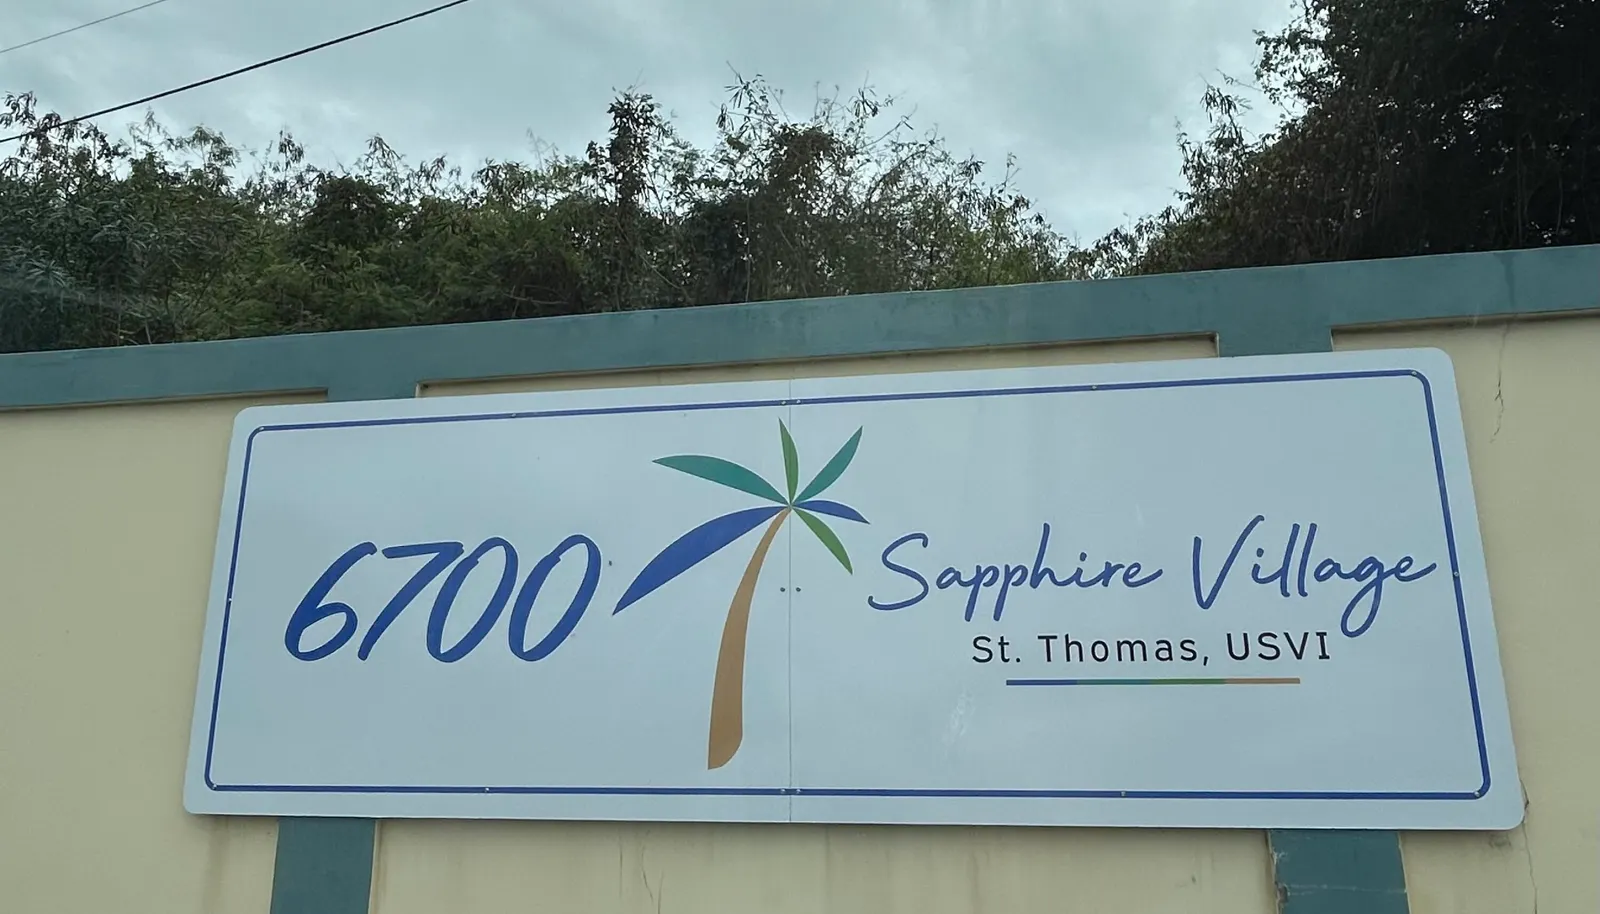 6700
Sapphire Village
St. Thomas, USVI